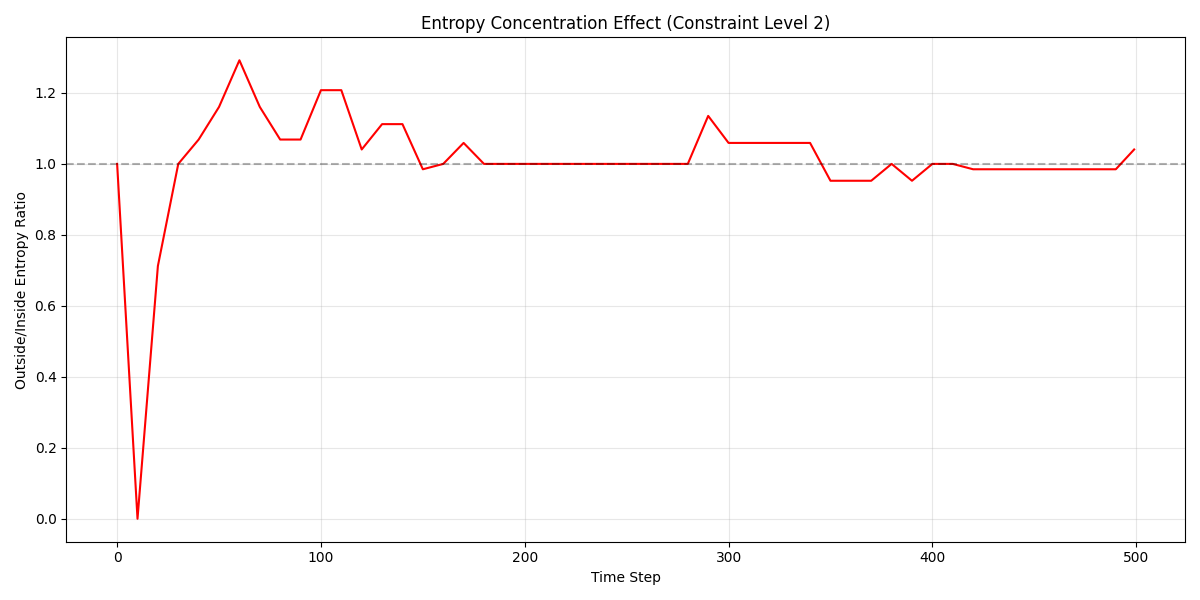 Entropy Concentration Effect (Constraint Level 2)
Outside/Inside Entropy Ratio
1.2
1.0
0.8
0.6
0.4
0.2
0.0
0 100 200 300 400 500
Time Step